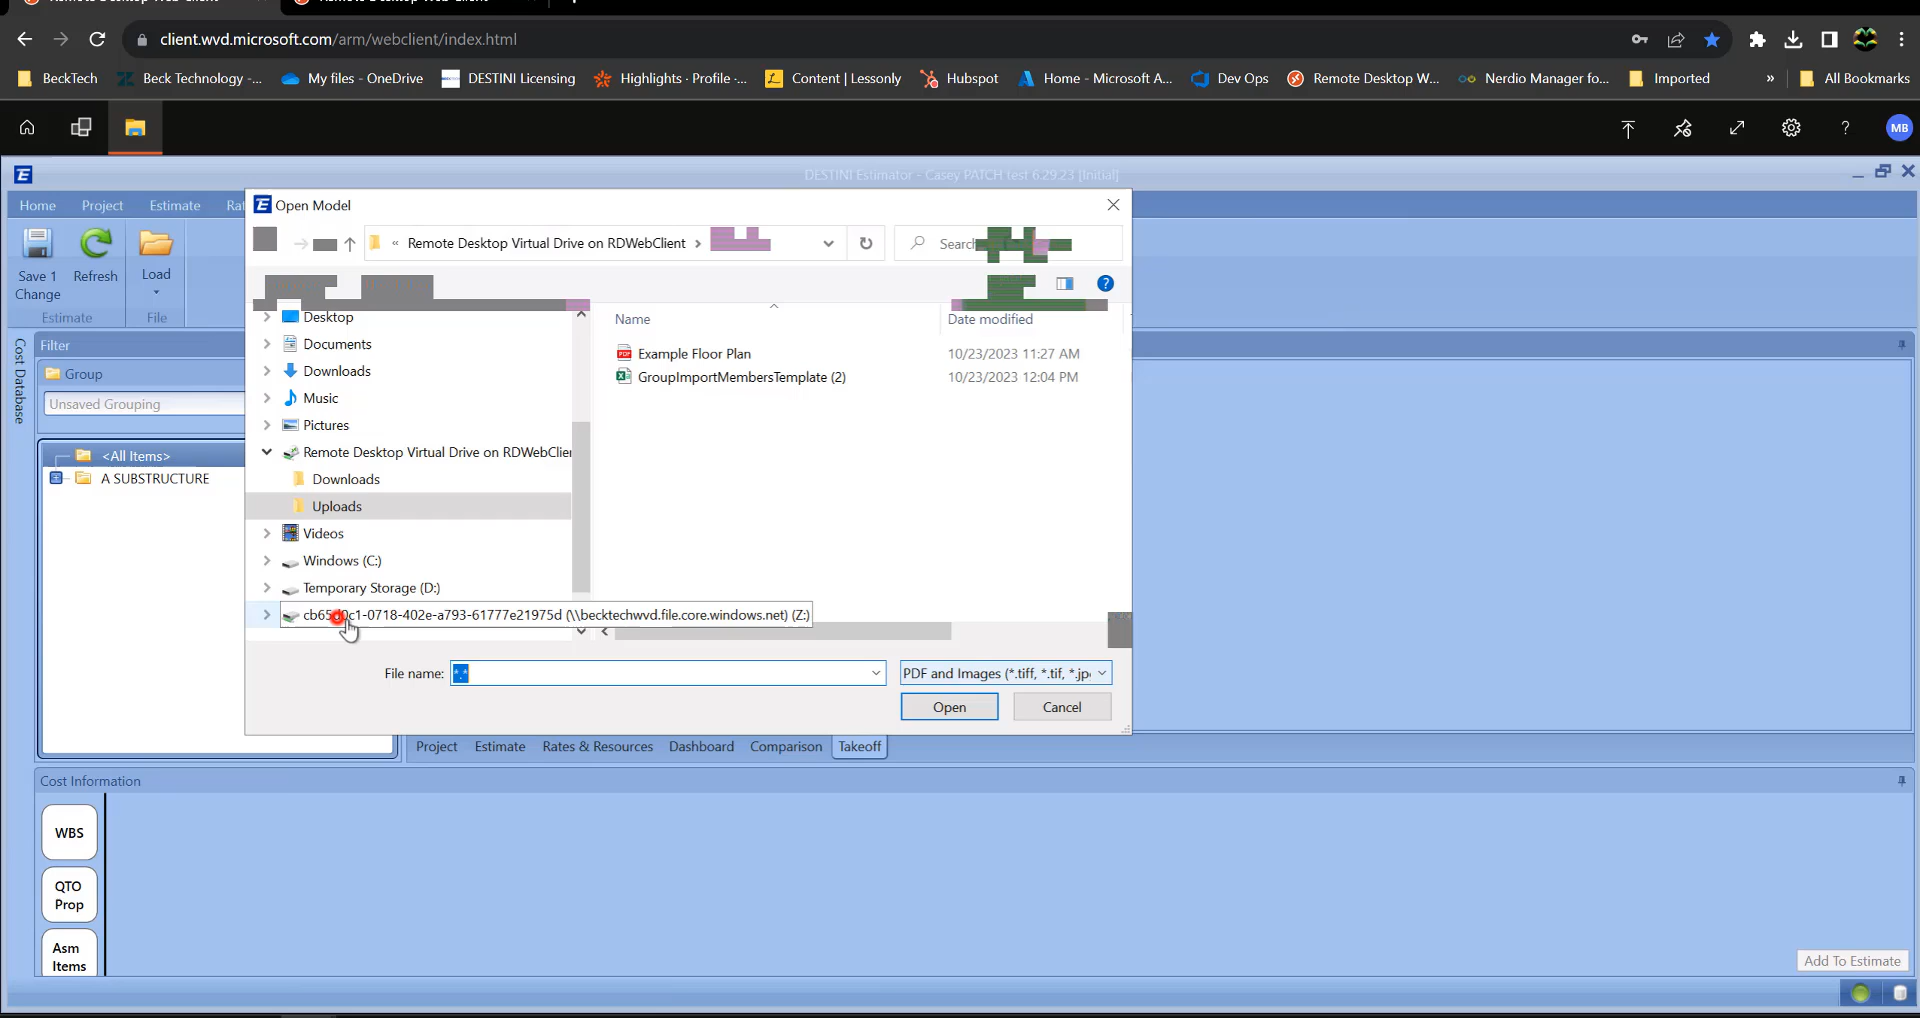 client.wvd.microsoft.com/arm/webclient/index.html
BeckTech
Beck Technology -...
My files - OneDrive
DESTINI Licensing
Highlights · Profile -...
Content | Lessonly
Hubspot
Home - Microsoft A...
Dev Ops
Remote Desktop W...
Nerdio Manager fo...
Imported
»
All Bookmarks
MB
DESTINI Estimator - Casey PATCH test 6.29.23 [Initial]
Home
Project
Estimate
Rat
Save 1
Change
Refresh
Load
Estimate
File
Cost Database
Filter
Group
Unsaved Grouping
<All Items>
A SUBSTRUCTURE
Open Model
« Remote Desktop Virtual Drive on RDWebClient >
Search
Name
Date modified
Desktop
Documents
Downloads
Music
Pictures
Remote Desktop Virtual Drive on RDWebClie
Downloads
Uploads
Videos
Windows (C:)
Temporary Storage (D:)
(\\becktechwvd.file.core.windows.net) (Z:)
Example Floor Plan
10/23/2023 11:27 AM
GroupImportMembersTemplate (2)
10/23/2023 12:04 PM
File name:
*.*
PDF and Images (*.tiff, *.tif, *.jp
Open
Cancel
Project
Estimate
Rates & Resources
Dashboard
Comparison
Takeoff
Cost Information
WBS
QTO
Prop
Asm
Items
Add To Estimate